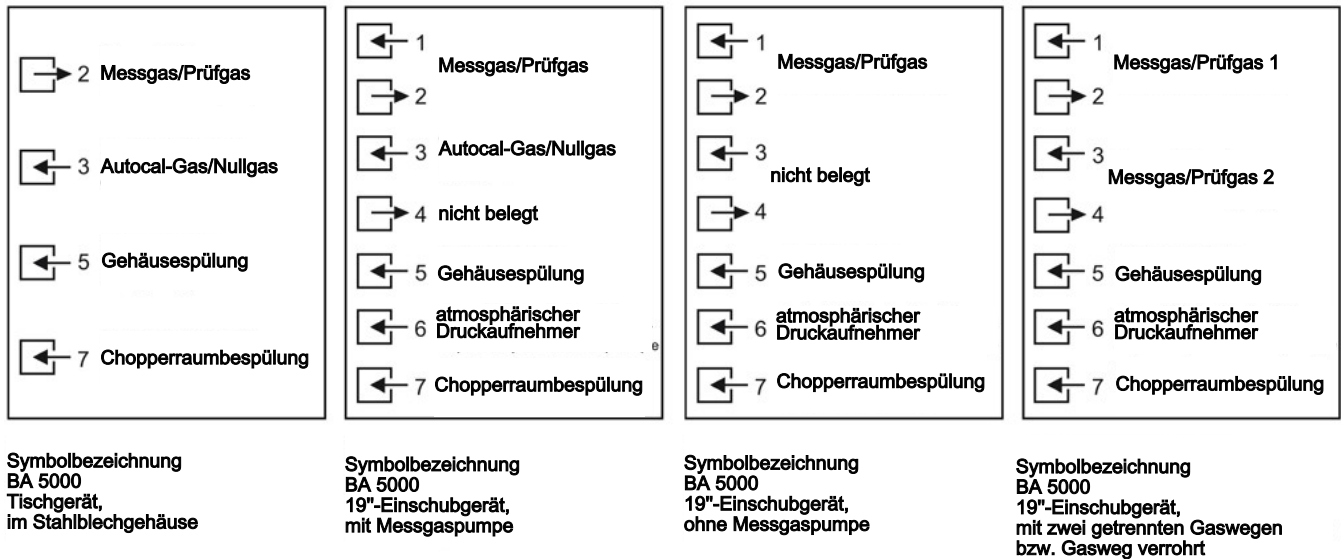 2 Messgas/Prüfgas
3 Autocal-Gas/Nullgas
5 Gehäusespülung
7 Chopperraumbespülung
Symbolbezeichnung
BA 5000
Tischgerät,
im Stahlblechgehäuse
1
Messgas/Prüfgas
2
3 Autocal-Gas/Nullgas
4 nicht belegt
5 Gehäusespülung
atmosphärischer
6 Druckaufnehmer
e
7 Chopperraumbespülung
Symbolbezeichnung
BA 5000
19"-Einschubgerät,
mit Messgaspumpe
1
Messgas/Prüfgas
2
3
nicht belegt
4
5 Gehäusespülung
atmosphärischer
6 Druckaufnehmer
7 Chopperraumbespülung
Symbolbezeichnung
BA 5000
19"-Einschubgerät,
ohne Messgaspumpe
1
Messgas/Prüfgas 1
2
3
Messgas/Prüfgas 2
4
5 Gehäusespülung
atmosphärischer
6 Druckaufnehmer
7 Chopperraumbespülung
Symbolbezeichnung
BA 5000
19"-Einschubgerät,
mit zwei getrennten Gaswegen
bzw. Gasweg verrohrt